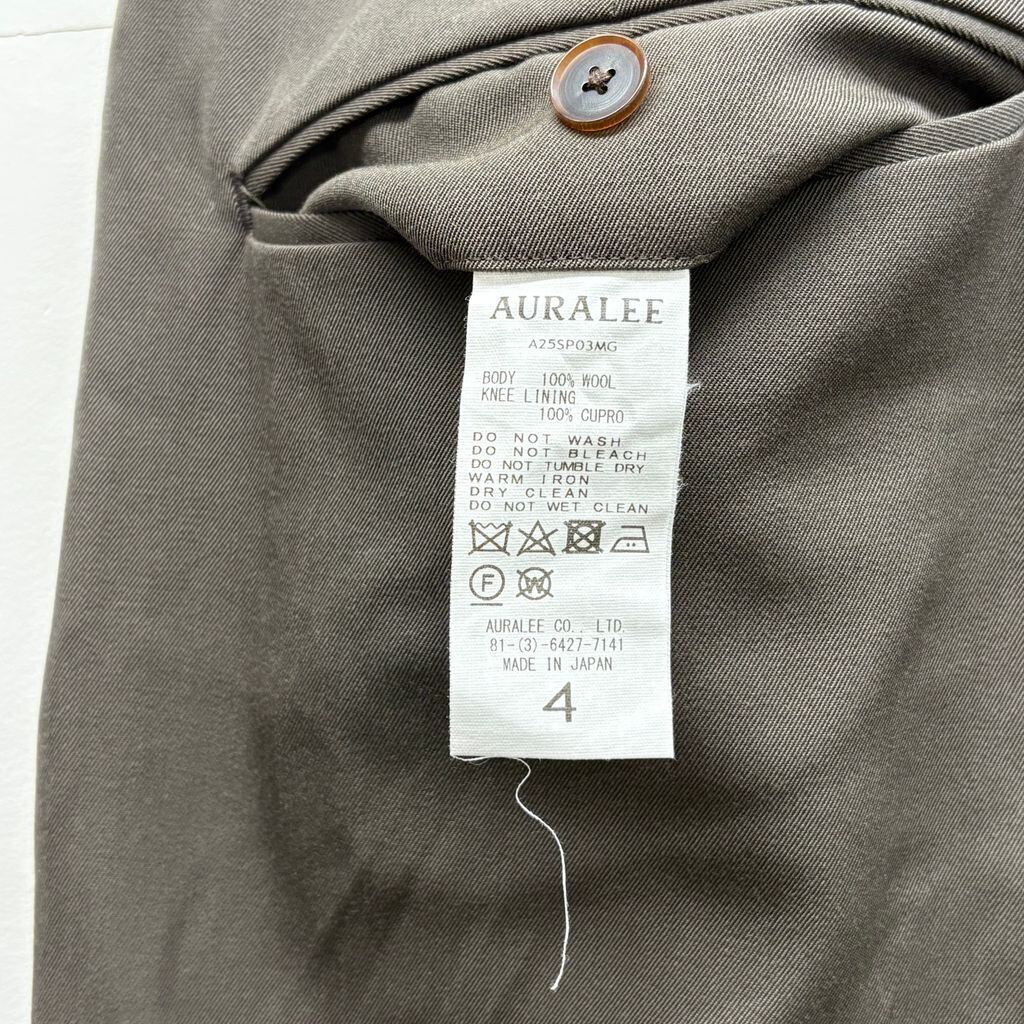 AURALEE
A25SP03MG
BODY 100% WOOL
KNEE LINING
100% CUPRO
DO NOT WASH
DO NOT BLEACH
DO NOT TUMBLE DRY
WARM IRON
DRY CLEAN
DO NOT WET CLEAN
F W
AURALEE CO., LTD.
81-(3)-6427-7141
MADE IN JAPAN
4